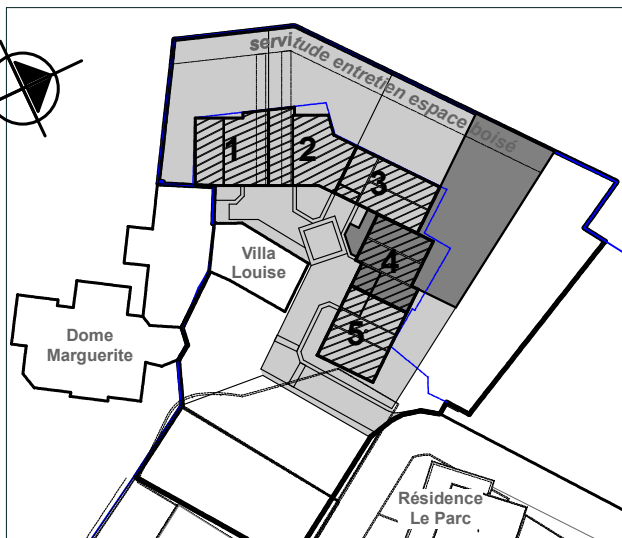 servitude entretien espace boisé
1
2
3
4
5
Villa
Louise
Dome
Marguerite
Résidence
Le Parc